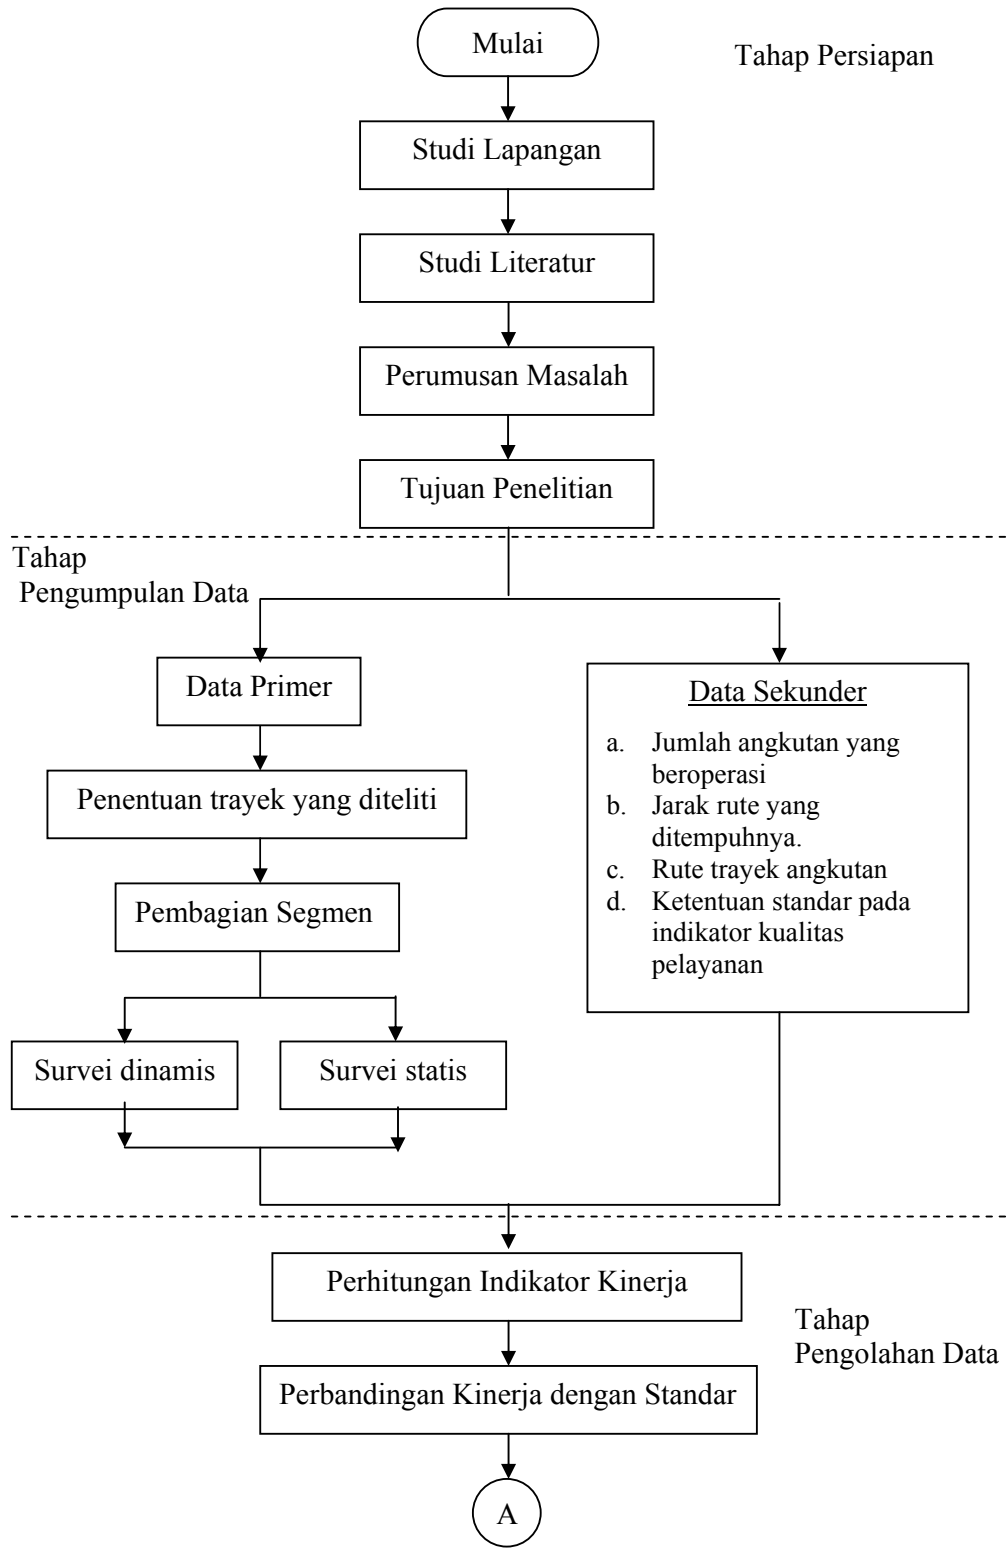 Mulai
Tahap Persiapan
Studi Lapangan
Studi Literatur
Perumusan Masalah
Tujuan Penelitian
Tahap
Pengumpulan Data
Data Primer
Penentuan trayek yang diteliti
Pembagian Segmen
Survei dinamis
Survei statis
Data Sekunder
a. Jumlah angkutan yang
beroperasi
b. Jarak rute yang
ditempuhnya.
c. Rute trayek angkutan
d. Ketentuan standar pada
indikator kualitas
pelayanan
Perhitungan Indikator Kinerja
Tahap
Pengolahan Data
Perbandingan Kinerja dengan Standar
A